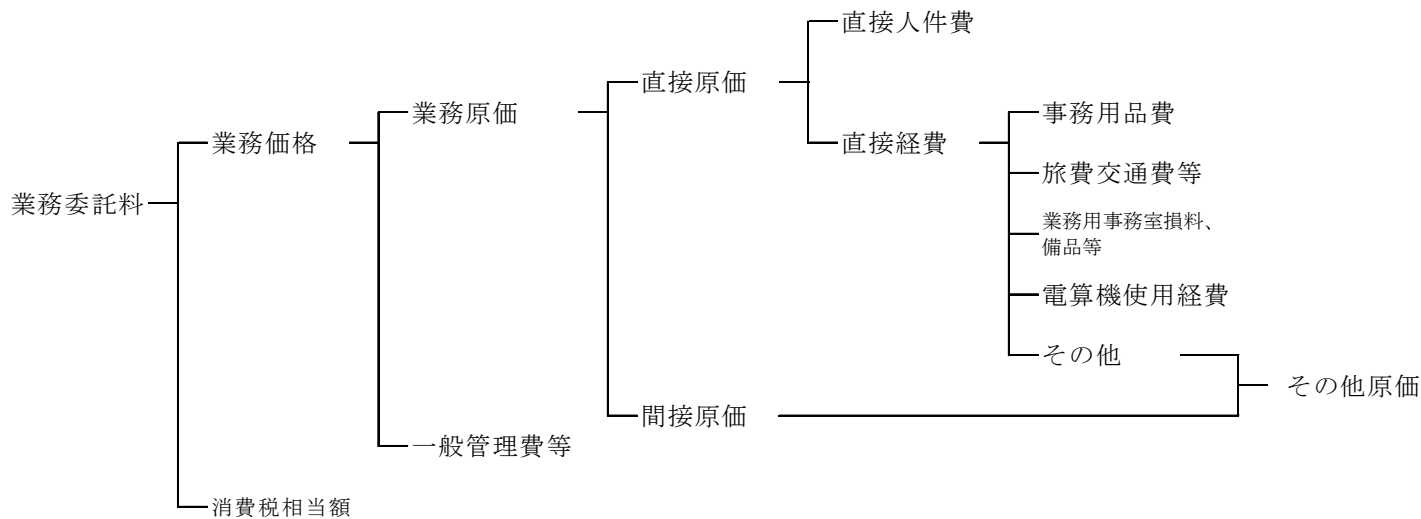 直接人件費
直接原価
業務原価
事務用品費
業務価格
直接経費
旅費交通費等
業務委託料
業務用事務室損料、
備品等
電算機使用経費
その他
その他原価
間接原価
一般管理費等
消費税相当額